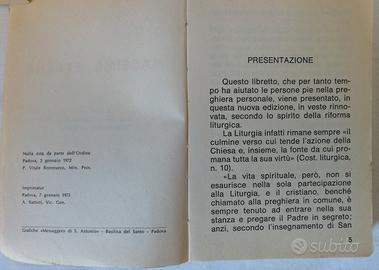 Nulla osta da parte dell'Ordine
Padova, 3 gennaio 1973
P. Vitale Bommarco, Min. Prov.
Imprimatur
Padova, 7 gennaio 1973
A. Battisti, Vic. Gen.
Grafiche «Messaggero di S. Antonio» - Basilica del Santo - Padova
PRESENTAZIONE
Questo libretto, che per tanto tem-
po ha aiutato le persone pie nella pre-
ghiera personale, viene presentato, in
questa nuova edizione, in veste rinno-
vata, secondo lo spirito della riforma
liturgica.
La Liturgia infatti rimane sempre «il
culmine verso cui tende l'azione della
Chiesa e, insieme, la fonte da cui pro-
mana tutta la sua virtù» (Cost. liturgica,
n. 10).
«La vita spirituale, però, non si
esaurisce nella sola partecipazione
alla Liturgia, e il cristiano, benché
chiamato alla preghiera in comune, è
sempre tenuto ad entrare nella sua
stanza e pregare il Padre in segreto;
anzi, secondo l'insegnamento di San
5
subito